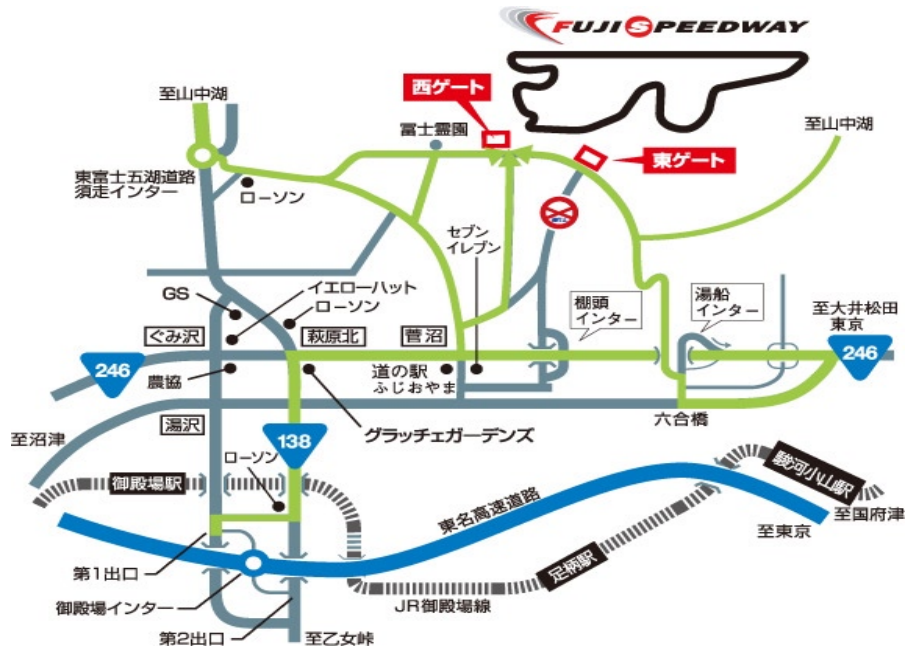 FUJI SPEEDWAY
西ゲート
至山中湖
冨士霊園
至山中湖
東ゲート
東富士五湖道路
須走インター
ローソン
セブン
イレブン
GS
イエローハット
ローソン
棚頭
インター
湯船
インター
至大井松田
東京
ぐみ沢
萩原北
菅沼
246
246
農協
道の駅
ふじおやま
湯沢
六合橋
至沼津
138
グラッチェガーデンズ
ローソン
御殿場駅
駿河小山駅
東名高速道路
至国府津
至東京
第1出口
足柄駅
御殿場インター
JR御殿場線
第2出口
至乙女峠